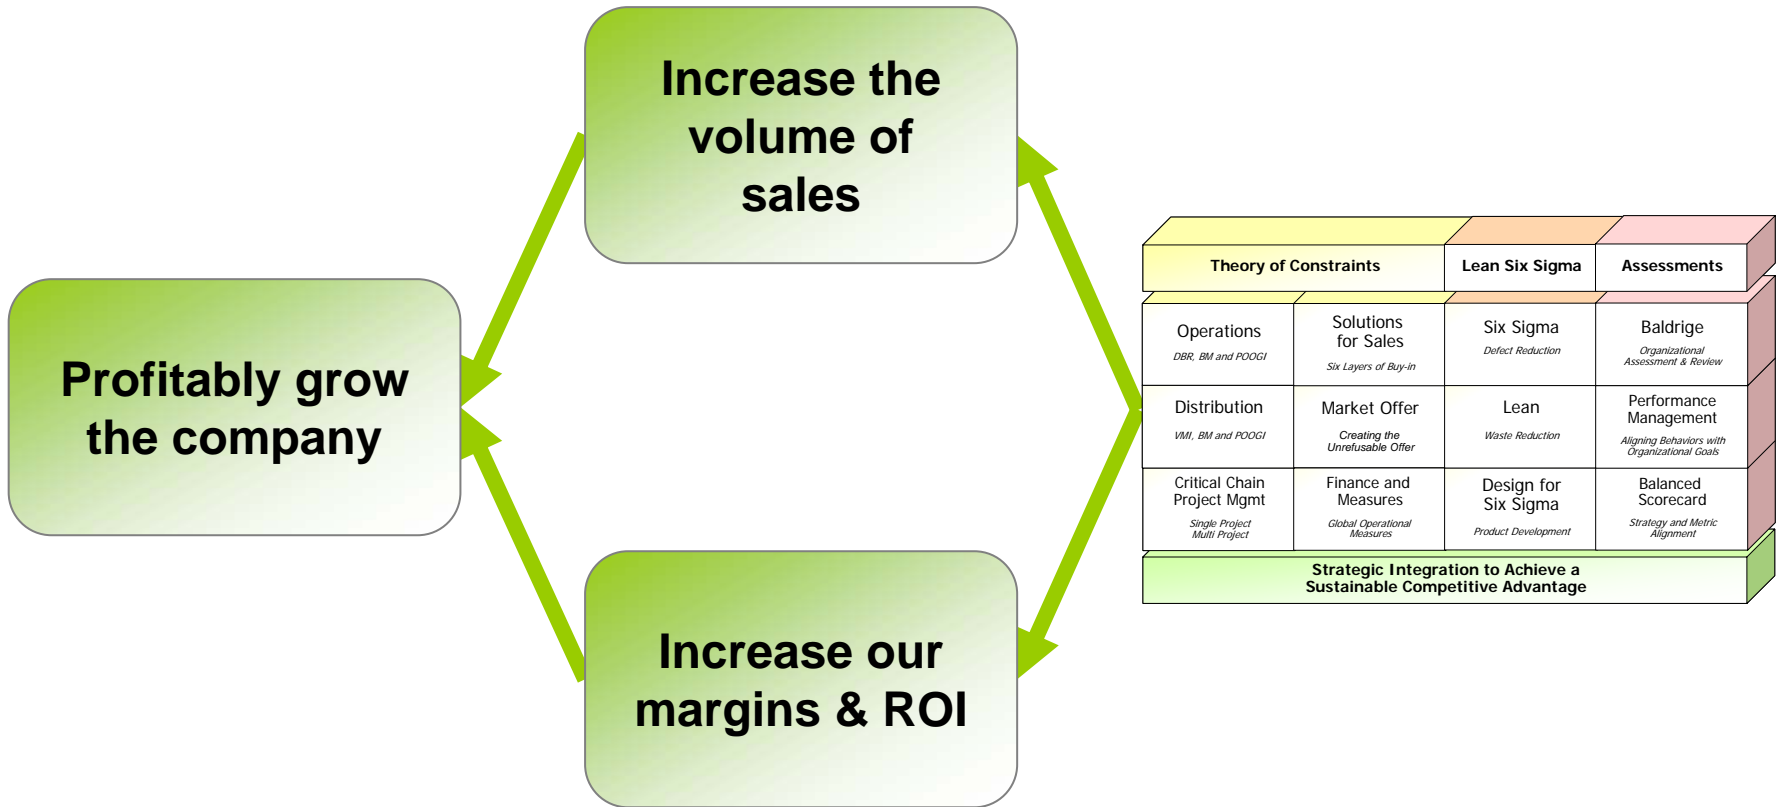 Increase the
volume of
sales
Profitably grow
the company
Increase our
margins & ROI
Theory of Constraints
Lean Six Sigma
Assessments
Operations
DBR, BM and POOGI
Solutions
for Sales
Six Layers of Buy-in
Six Sigma
Defect Reduction
Baldrige
Organizational
Assessment & Review
Distribution
VMI, BM and POOGI
Market Offer
Creating the
Unrefusable Offer
Lean
Waste Reduction
Performance
Management
Aligning Behaviors with
Organizational Goals
Critical Chain
Project Mgmt
Single Project
Multi Project
Finance and
Measures
Global Operational
Measures
Design for
Six Sigma
Product Development
Balanced
Scorecard
Strategy and Metric
Alignment
Strategic Integration to Achieve a
Sustainable Competitive Advantage